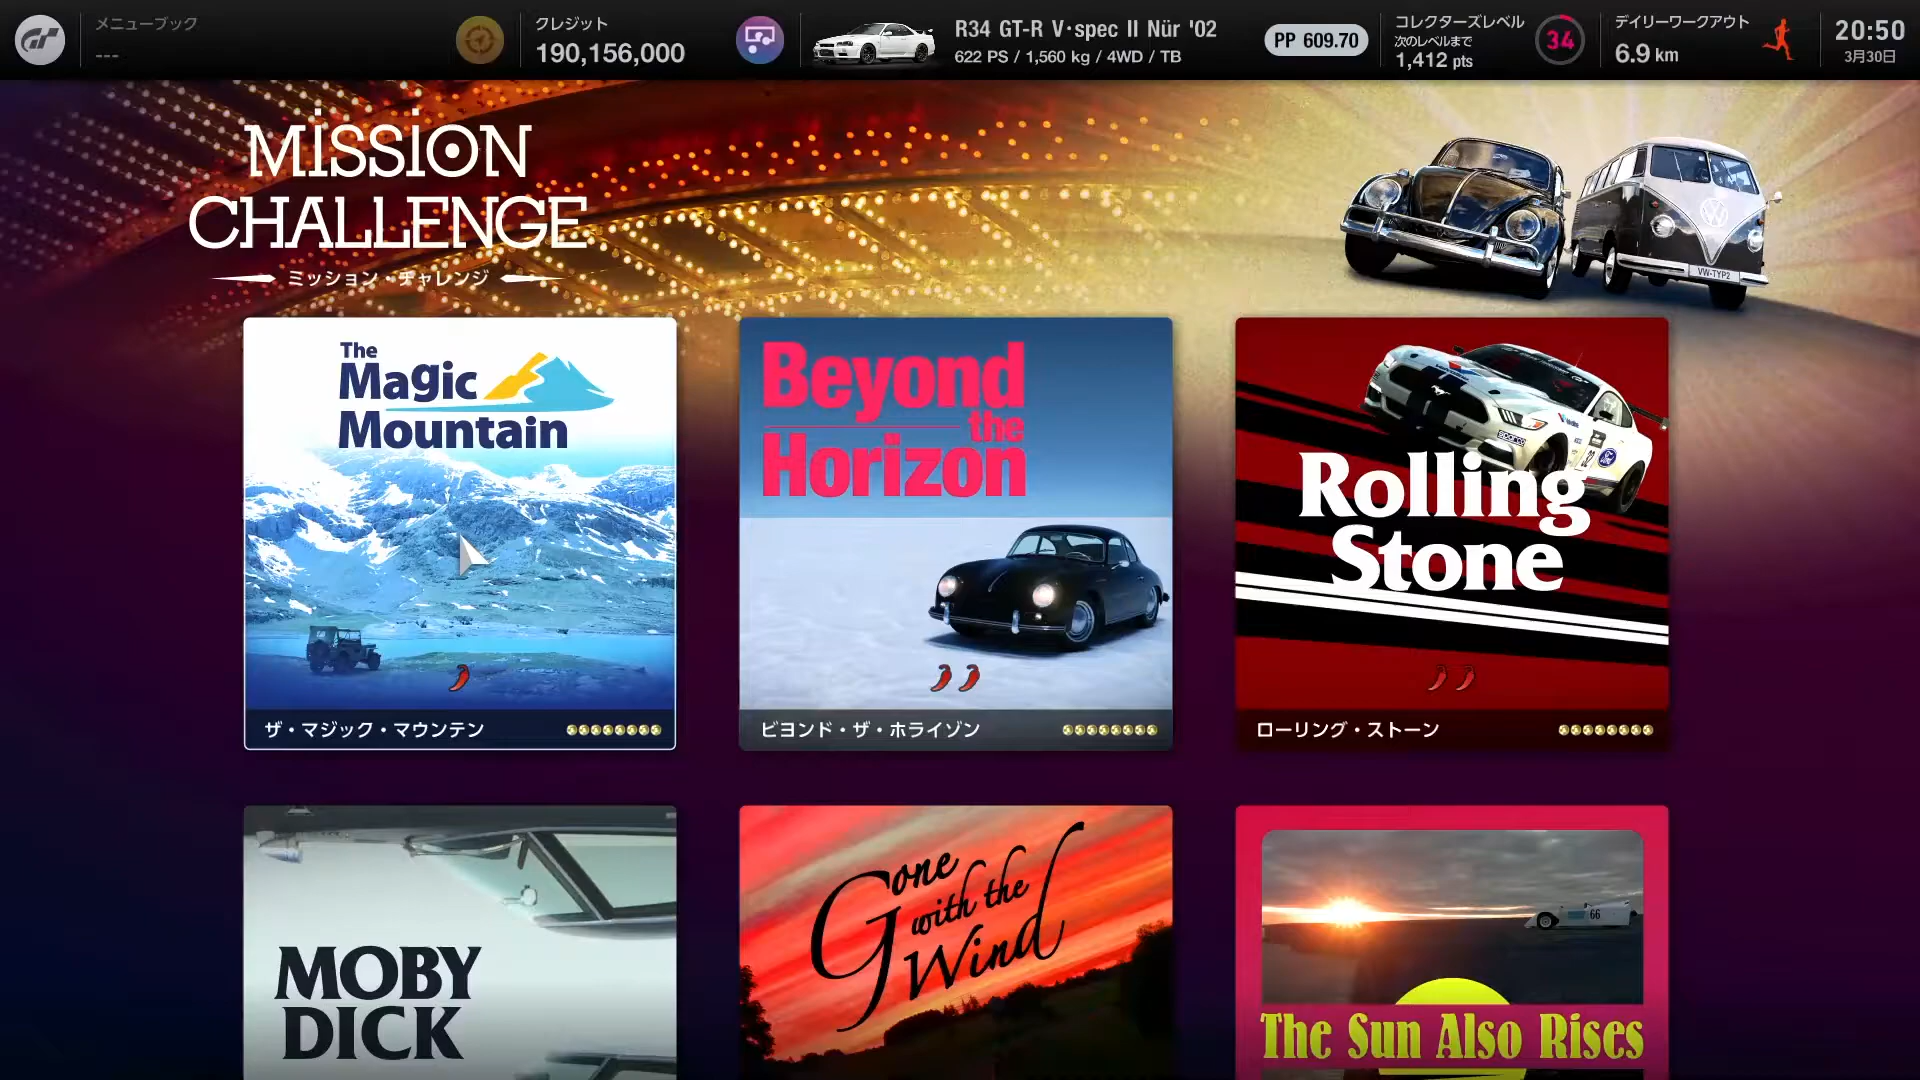 メニューブック
---
クレジット
190,156,000
R34 GT-R V・spec II Nür '02
622 PS / 1,560 kg / 4WD / TB
PP 609.70
コレクターズレベル
次のレベルまで
1,412 pts
34
デイリーワークアウト
6.9 km
20:50
3月30日
MISSION
CHALLENGE
ミッション・チャレンジ
VW-TYP2
The
Magic
Mountain
ザ・マジック・マウンテン
Beyond
the
Horizon
ビヨンド・ザ・ホライゾン
Rolling
Stone
ローリング・ストーン
MOBY
DICK
Gone
with the
Wind
66
The Sun Also Rises